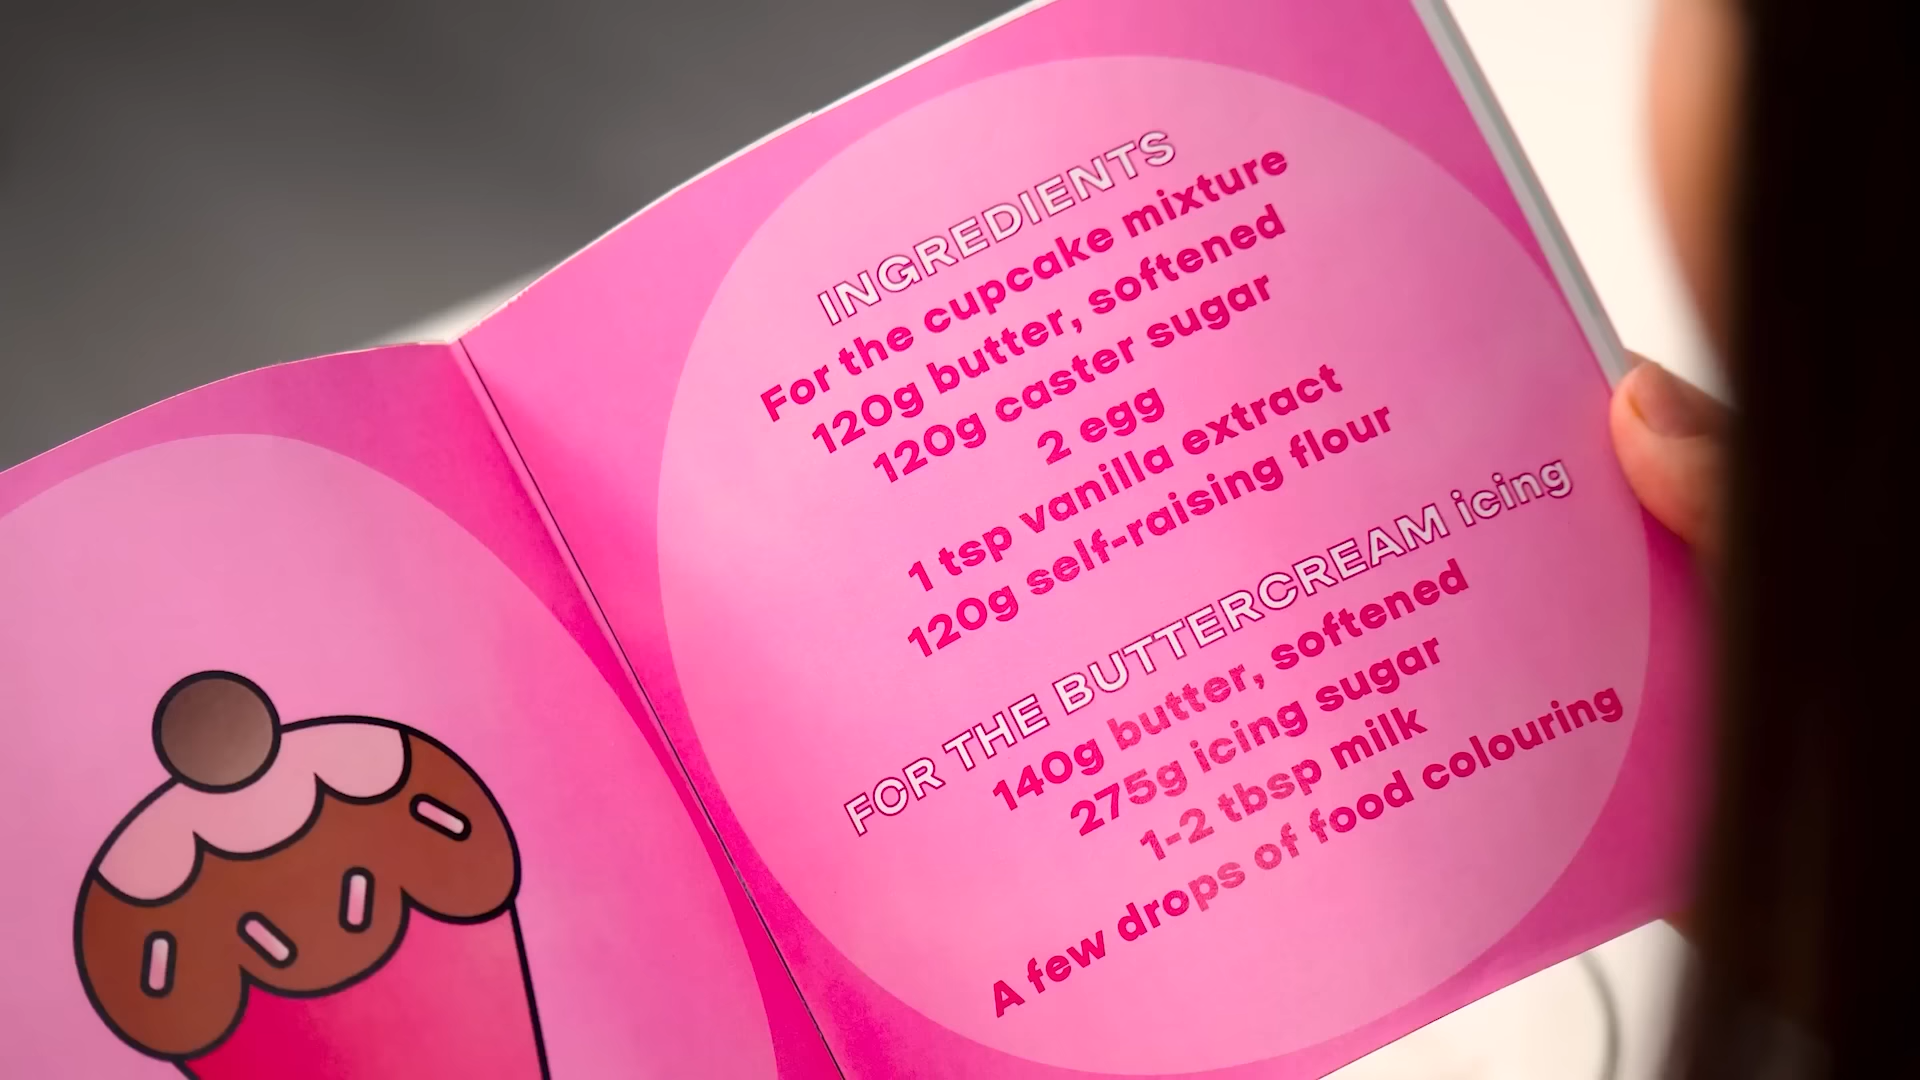 INGREDIENTS
For the cupcake mixture
120g butter, softened
120g caster sugar
2 egg
1 tsp vanilla extract
120g self-raising flour
FOR THE BUTTERCREAM icing
140g butter, softened
275g icing sugar
1-2 tbsp milk
A few drops of food colouring